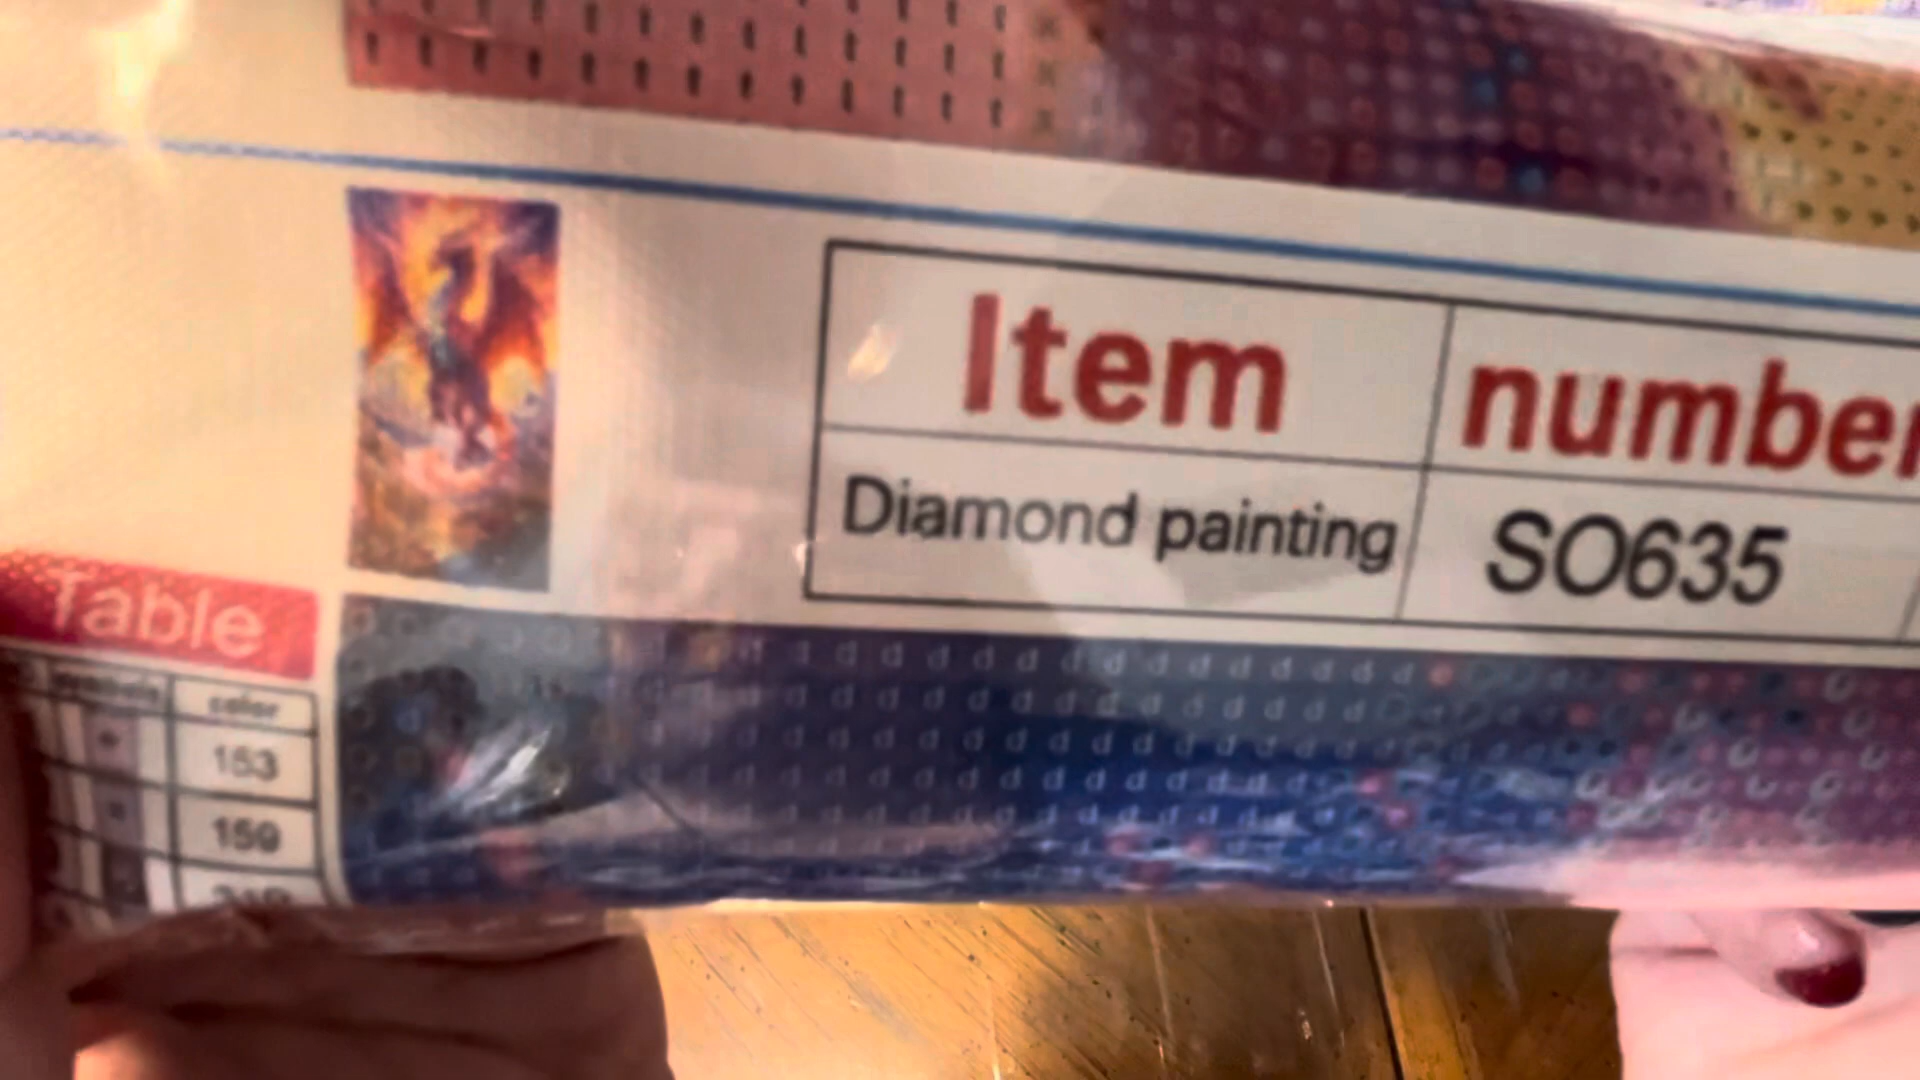 Item number
Diamond painting SO635
Table
color
153
159